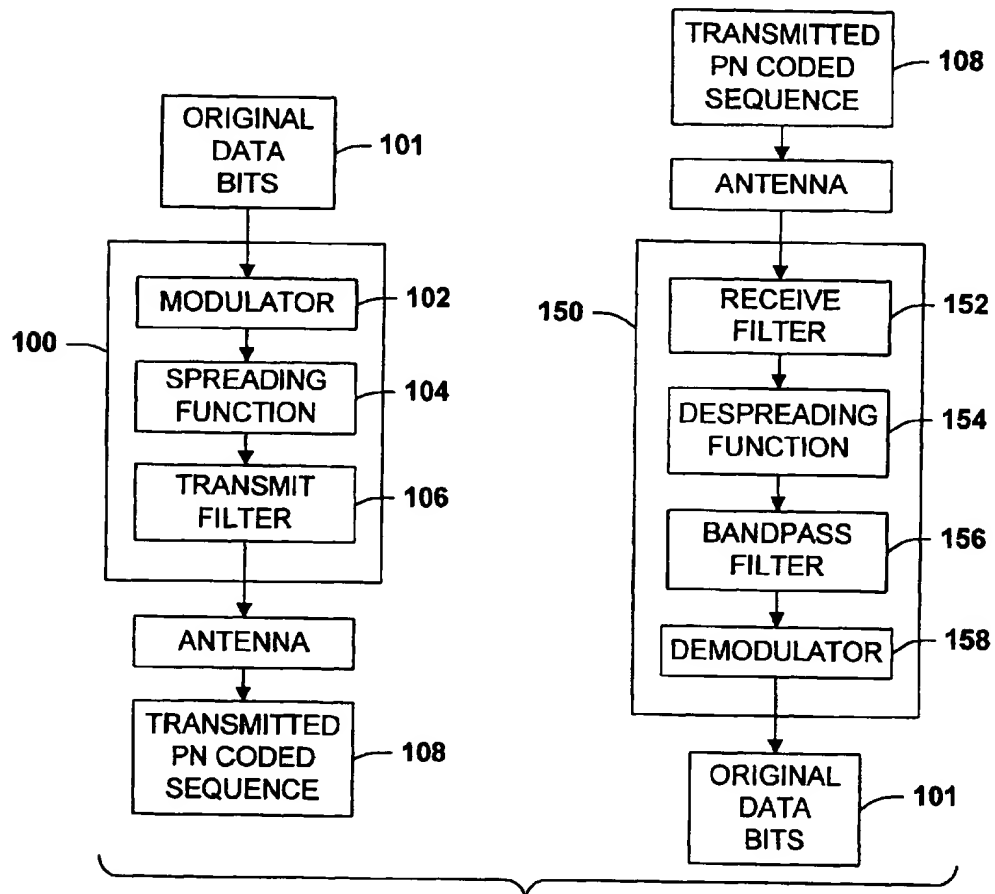 ORIGINAL
DATA
BITS
101
100
MODULATOR
102
SPREADING
FUNCTION
104
TRANSMIT
FILTER
106
ANTENNA
TRANSMITTED
PN CODED
SEQUENCE
108
TRANSMITTED
PN CODED
SEQUENCE
108
ANTENNA
150
RECEIVE
FILTER
152
DESPREADING
FUNCTION
154
BANDPASS
FILTER
156
DEMODULATOR
158
ORIGINAL
DATA
BITS
101